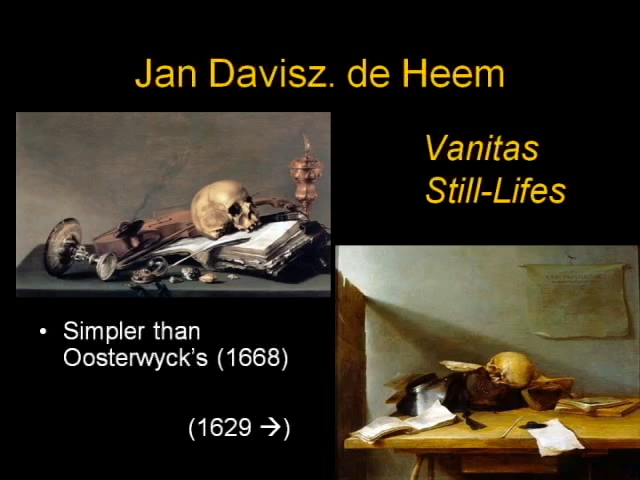 Jan Davisz. de Heem
Vanitas
Still-Lifes
• Simpler than
Oosterwyck's (1668)
(1629 →)